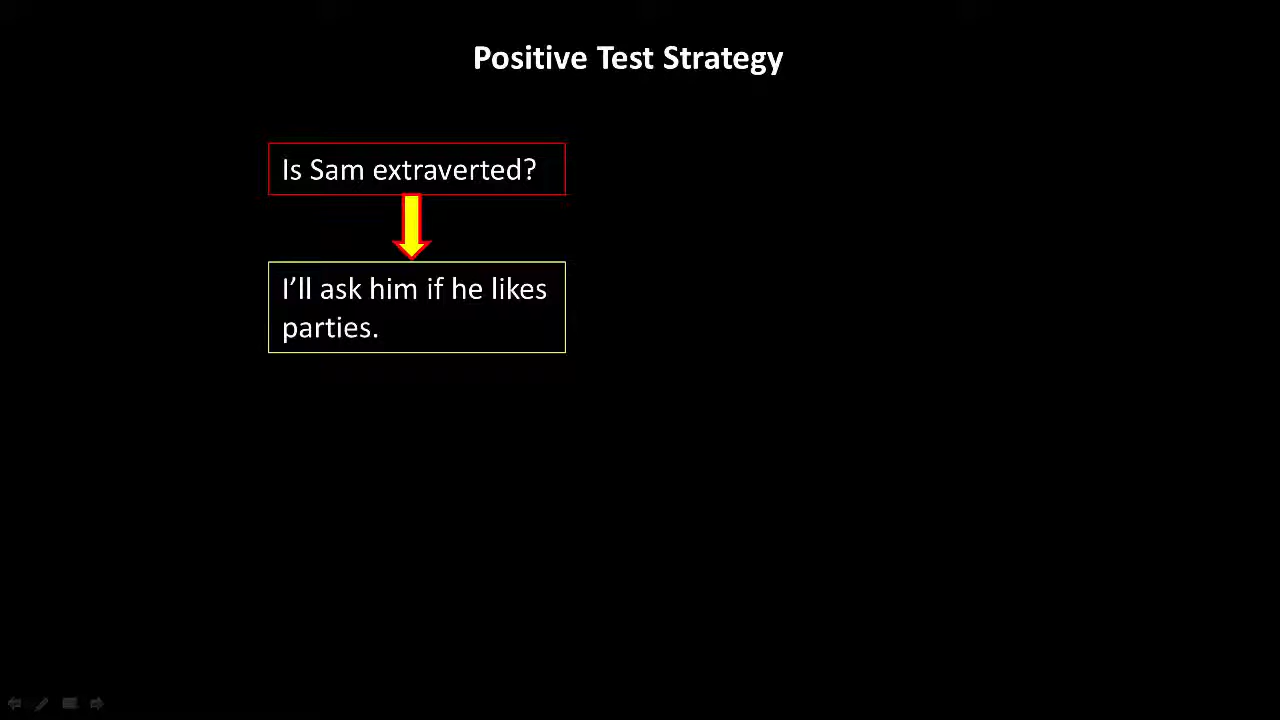 Positive Test Strategy
Is Sam extraverted?
I’ll ask him if he likes
parties.